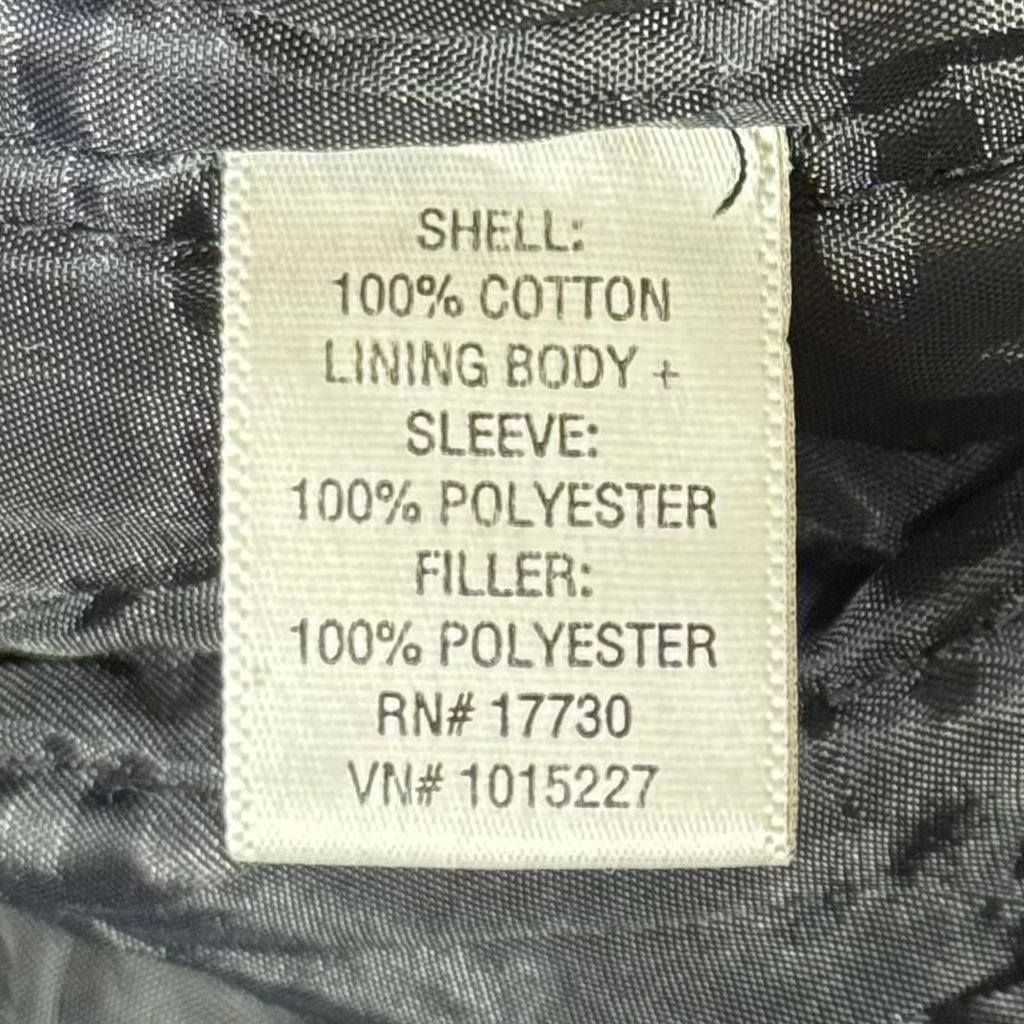 SHELL:
100% COTTON
LINING BODY +
SLEEVE:
100% POLYESTER
FILLER:
100% POLYESTER
RN# 17730
VN# 1015227